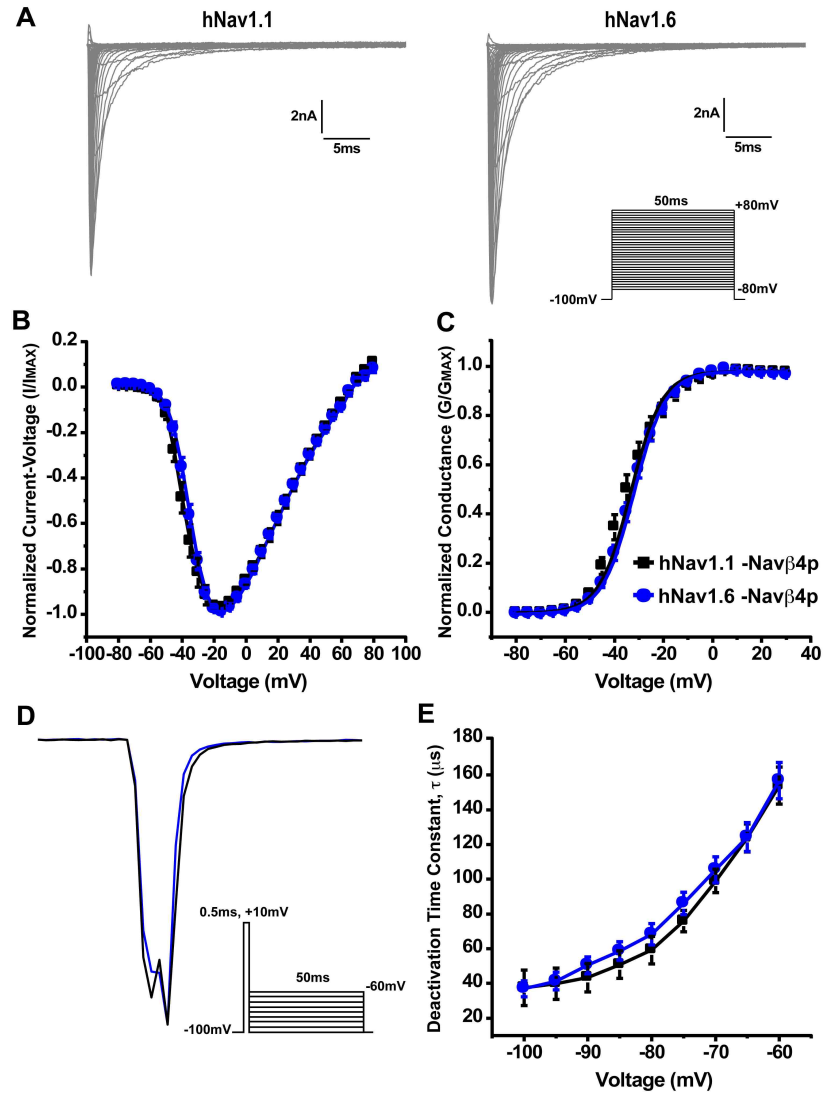 A
hNav1.1
hNav1.6
2nA
5ms
2nA
5ms
50ms
+80mV
-100mV
-80mV
B
Normalized Current-Voltage (I/IMAX)
0.2
0.0
-0.2
-0.4
-0.6
-0.8
-1.0
-100 -80 -60 -40 -20 0 20 40 60 80 100
Voltage (mV)
C
Normalized Conductance (G/GMAX)
1.0
0.8
0.6
0.4
0.2
0.0
hNav1.1 -Navβ4p
hNav1.6 -Navβ4p
-80 -60 -40 -20 0 20 40
Voltage (mV)
D
0.5ms, +10mV
50ms
-60mV
-100mV
E
Deactivation Time Constant, τ (μs)
180
160
140
120
100
80
60
40
20
-100 -90 -80 -70 -60
Voltage (mV)